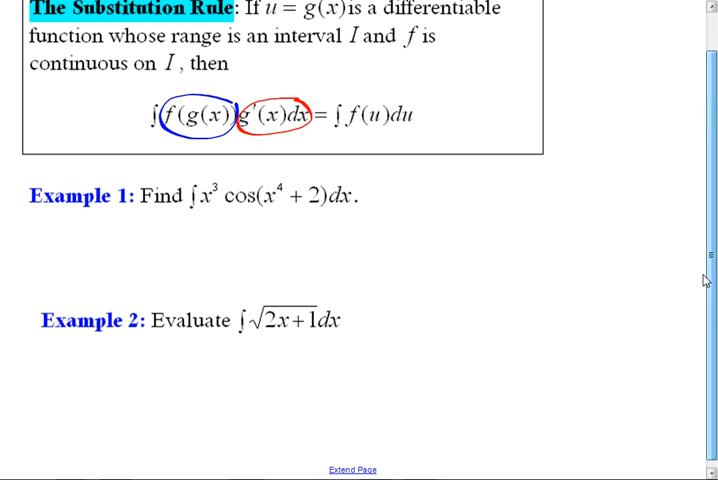 The Substitution Rule: If u = g(x) is a differentiable
function whose range is an interval I and f is
continuous on I, then
∫ f(g(x))g'(x)dx = ∫ f(u)du
Example 1: Find ∫x³ cos(x⁴ + 2)dx.
Example 2: Evaluate ∫√(2x+1)dx
Extend Page